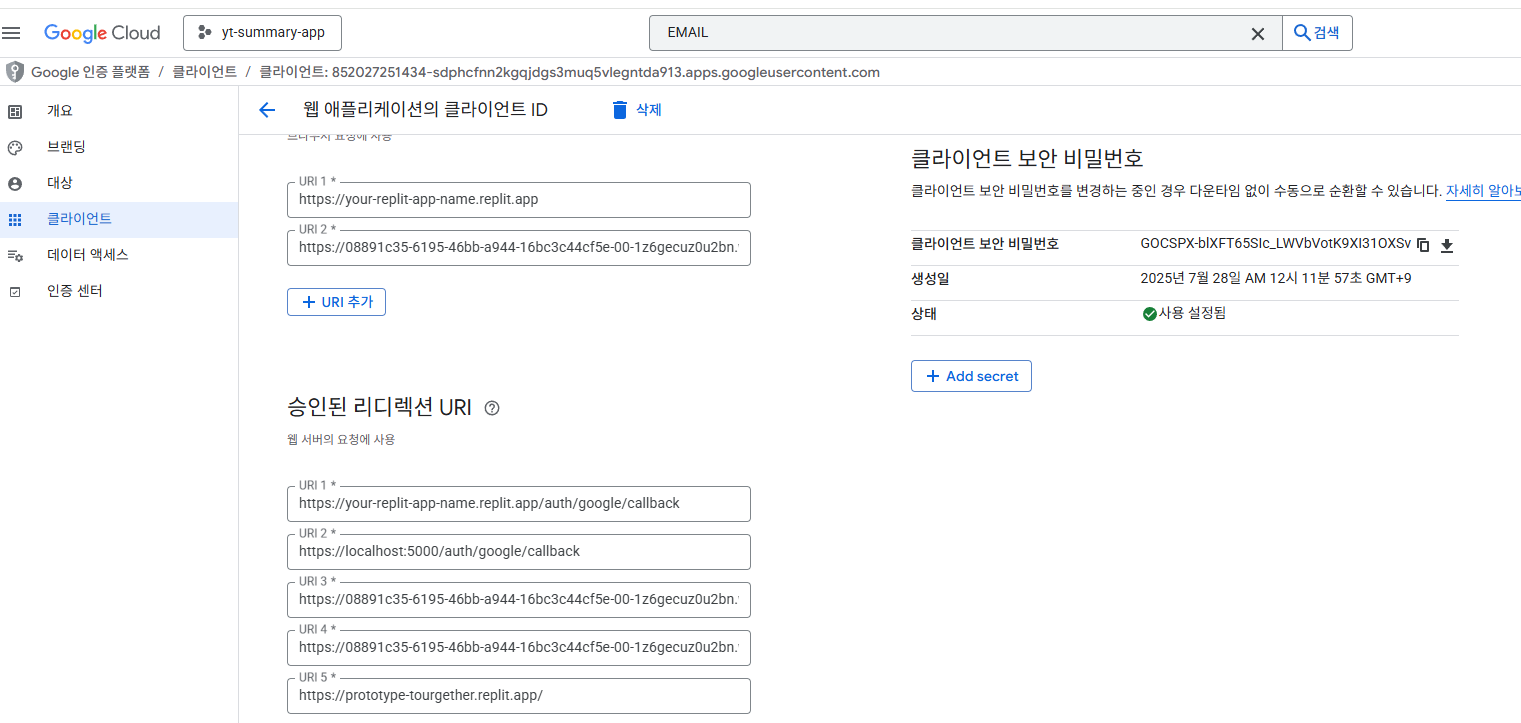 Google Cloud
yt-summary-app
EMAIL
검색
Google 인증 플랫폼 / 클라이언트 / 클라이언트: 852027251434-sdphcfnn2kgqjdgs3muq5vlegntda913.apps.googleusercontent.com
개요
브랜딩
대상
클라이언트
데이터 액세스
인증 센터
웹 애플리케이션의 클라이언트 ID
삭제
브라우저 요청에 사용
URI 1 *
https://your-replit-app-name.replit.app
URI 2 *
https://08891c35-6195-46bb-a944-16bc3c44cf5e-00-1z6gecuz0u2bn.
URI 추가
승인된 리디렉션 URI
웹 서버의 요청에 사용
URI 1 *
https://your-replit-app-name.replit.app/auth/google/callback
URI 2 *
https://localhost:5000/auth/google/callback
URI 3 *
https://08891c35-6195-46bb-a944-16bc3c44cf5e-00-1z6gecuz0u2bn.
URI 4 *
https://08891c35-6195-46bb-a944-16bc3c44cf5e-00-1z6gecuz0u2bn.
URI 5 *
https://prototype-tourgether.replit.app/
클라이언트 보안 비밀번호
클라이언트 보안 비밀번호를 변경하는 중인 경우 다운타임 없이 수동으로 순환할 수 있습니다. 자세히 알아보
클라이언트 보안 비밀번호 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
생성일 2025년 7월 28일 AM 12시 11분 57초 GMT+9
상태 사용 설정됨
Add secret